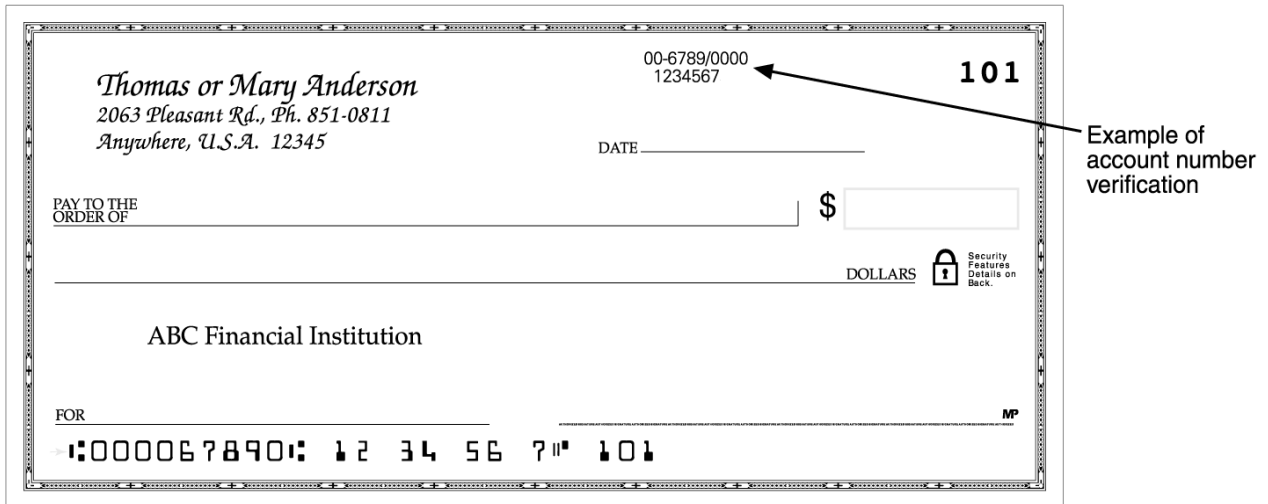 00-6789/0000
1234567
101
Thomas or Mary Anderson
2063 Pleasant Rd., Ph. 851-0811
Anywhere, U.S.A. 12345
DATE
Example of
account number
verification
PAY TO THE
ORDER OF
$
DOLLARS
Security
Features
Details on
Back.
ABC Financial Institution
FOR
MP
⑆000067890⑆ 12 34 56 7⑈ 101